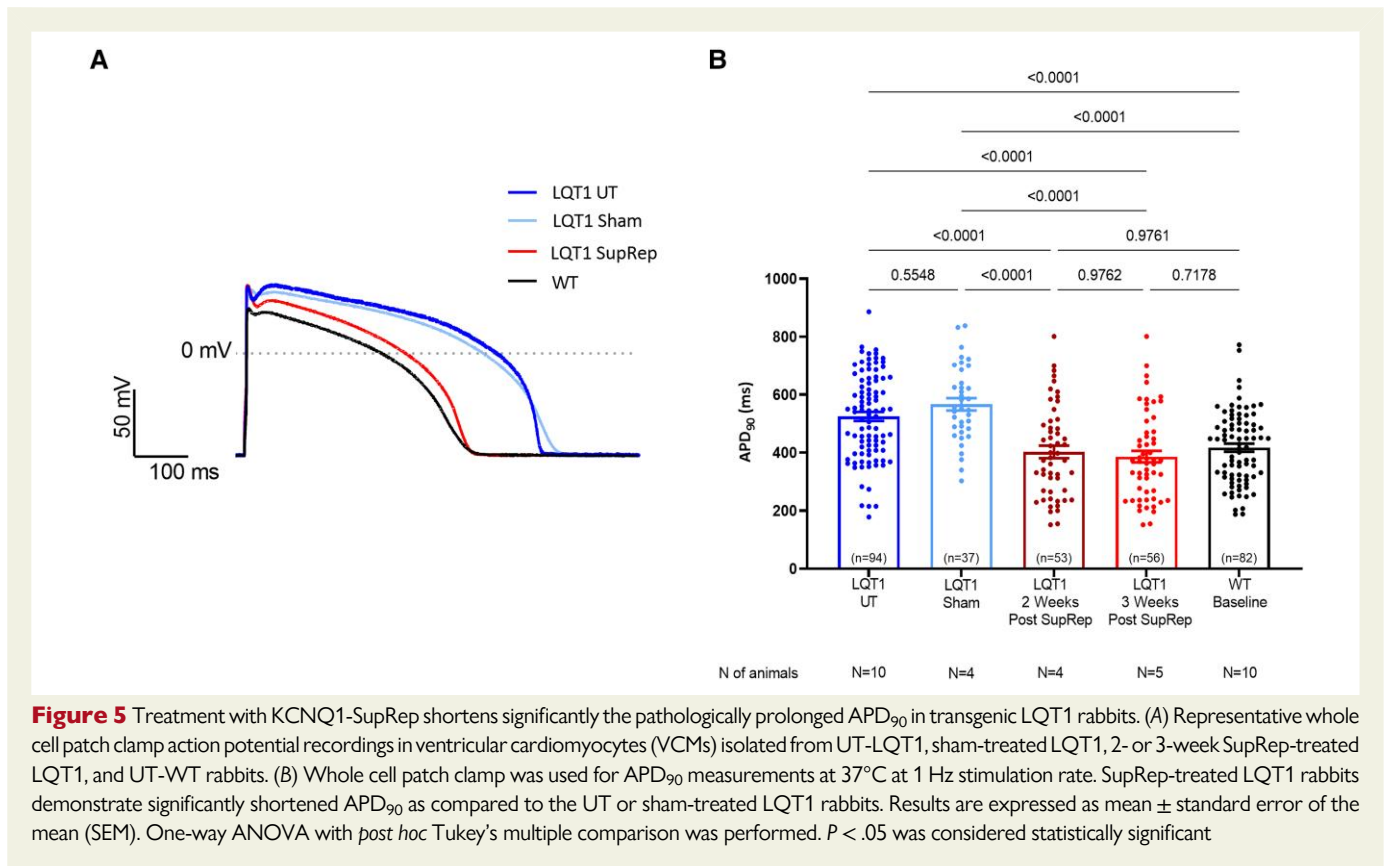 A
LQT1 UT
LQT1 Sham
LQT1 SupRep
WT
0 mV
50 mV
100 ms
B
<0.0001
<0.0001
<0.0001
<0.0001
<0.0001 0.9761
0.5548 <0.0001 0.9762 0.7178
APD90 (ms)
1000
800
600
400
200
0
(n=94) (n=37) (n=53) (n=56) (n=82)
LQT1 LQT1 LQT1 LQT1 WT
UT Sham 2 Weeks 3 Weeks Baseline
Post SupRep Post SupRep
N of animals N=10 N=4 N=4 N=5 N=10
Figure 5 Treatment with KCNQ1-SupRep shortens significantly the pathologically prolonged APD90 in transgenic LQT1 rabbits. (A) Representative whole
cell patch clamp action potential recordings in ventricular cardiomyocytes (VCMs) isolated from UT-LQT1, sham-treated LQT1, 2- or 3-week SupRep-treated
LQT1, and UT-WT rabbits. (B) Whole cell patch clamp was used for APD90 measurements at 37°C at 1 Hz stimulation rate. SupRep-treated LQT1 rabbits
demonstrate significantly shortened APD90 as compared to the UT or sham-treated LQT1 rabbits. Results are expressed as mean ± standard error of the
mean (SEM). One-way ANOVA with post hoc Tukey's multiple comparison was performed. P < .05 was considered statistically significant